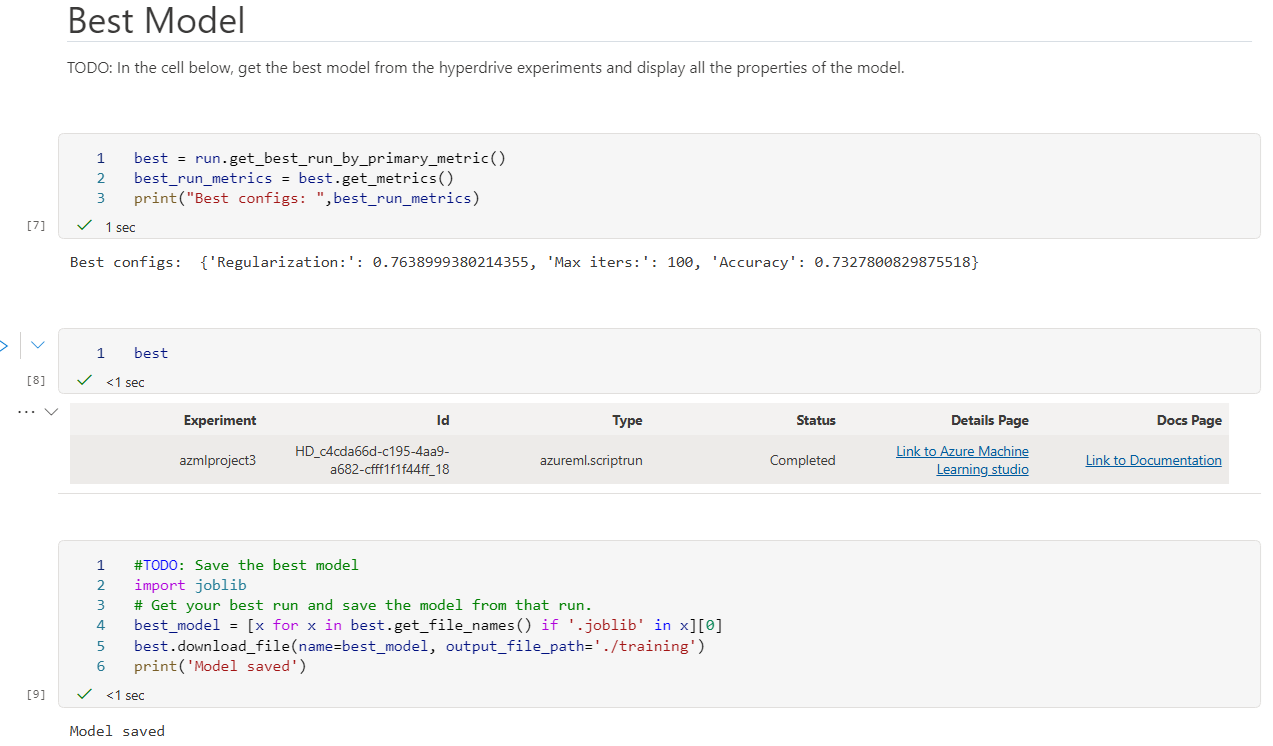 Best Model
TODO: In the cell below, get the best model from the hyperdrive experiments and display all the properties of the model.
1 best = run.get_best_run_by_primary_metric()
2 best_run_metrics = best.get_metrics()
3 print("Best configs: ",best_run_metrics)
[7] 1 sec
Best configs:  {'Regularization:': 0.7638999380214355, 'Max iters:': 100, 'Accuracy': 0.7327800829875518}
1 best
[8] <1 sec
Experiment Id Type Status Details Page Docs Page
azmlproject3 HD_c4cda66d-c195-4aa9-a682-cfff1f1f44ff_18 azureml.scriptrun Completed Link to Azure Machine Learning studio Link to Documentation
1 #TODO: Save the best model
2 import joblib
3 # Get your best run and save the model from that run.
4 best_model = [x for x in best.get_file_names() if '.joblib' in x][0]
5 best.download_file(name=best_model, output_file_path='./training')
6 print('Model saved')
[9] <1 sec
Model saved